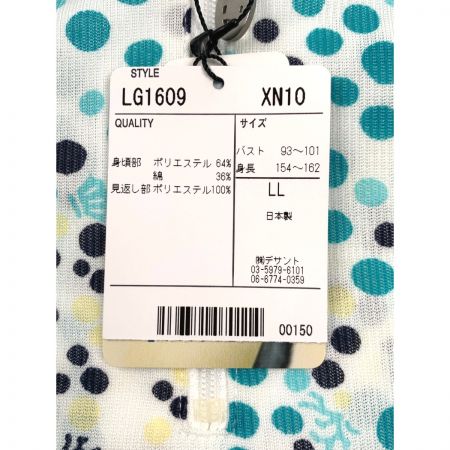 STYLE
LG1609 XN10
QUALITY
身頃部 ポリエステル 64%
綿 36%
見返し部 ポリエステル100%
サイズ
バスト 93～101
身長 154～162
LL
日本製
㈱デサント
03-5979-6101
06-6774-0359
00150